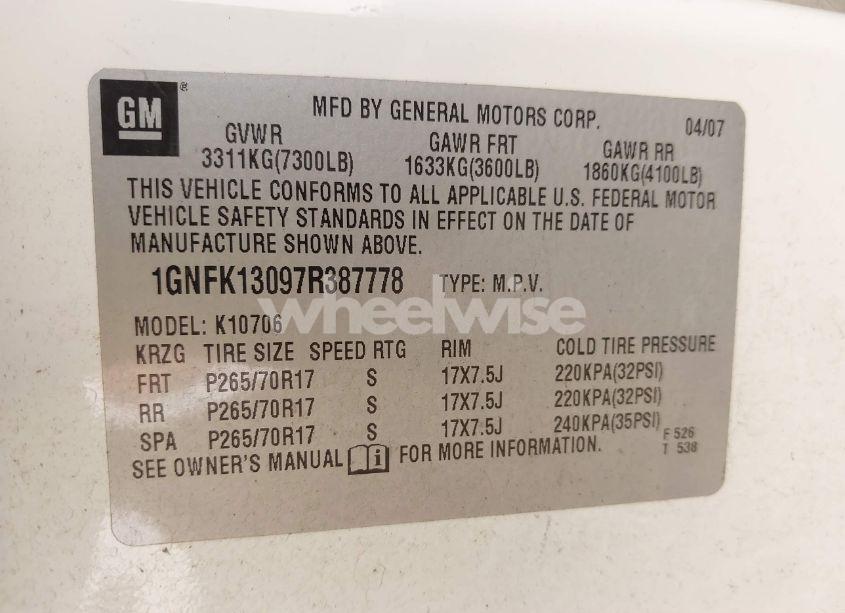 GM®
MFD BY GENERAL MOTORS CORP. 04/07
GVWR GAWR FRT GAWR RR
3311KG(7300LB) 1633KG(3600LB) 1860KG(4100LB)
THIS VEHICLE CONFORMS TO ALL APPLICABLE U.S. FEDERAL MOTOR
VEHICLE SAFETY STANDARDS IN EFFECT ON THE DATE OF
MANUFACTURE SHOWN ABOVE.
1GNFK13097R387778 TYPE: M.P.V.
wheelwise
MODEL: K10706
KRZG TIRE SIZE SPEED RTG RIM COLD TIRE PRESSURE
FRT P265/70R17 S 17X7.5J 220KPA(32PSI)
RR P265/70R17 S 17X7.5J 220KPA(32PSI)
SPA P265/70R17 S 17X7.5J 240KPA(35PSI) F 526
SEE OWNER'S MANUAL i FOR MORE INFORMATION. T 538